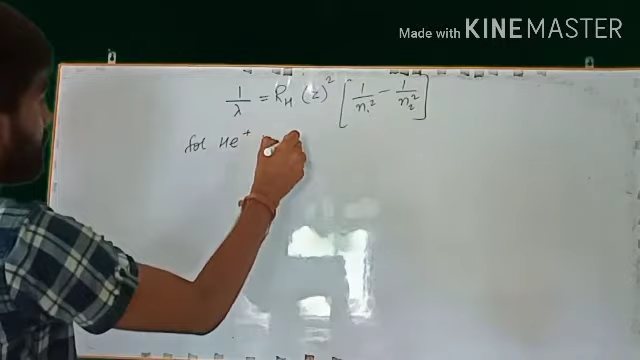 Made with KINEMASTER
1/λ = R_H (z)² [1/n₁² − 1/n₂²]
for He⁺